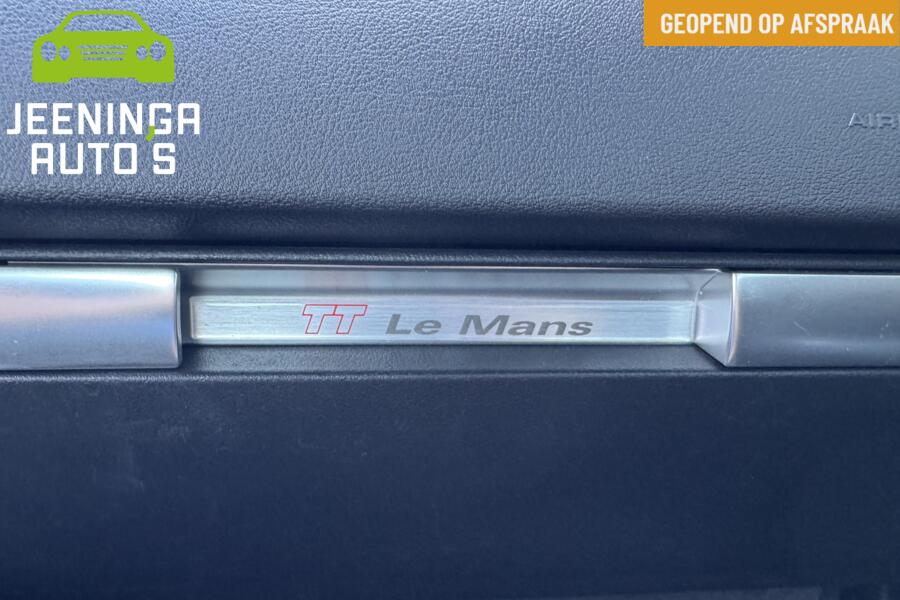 GEOPEND OP AFSPRAAK
JEENINGA
AUTO'S
TT Le Mans